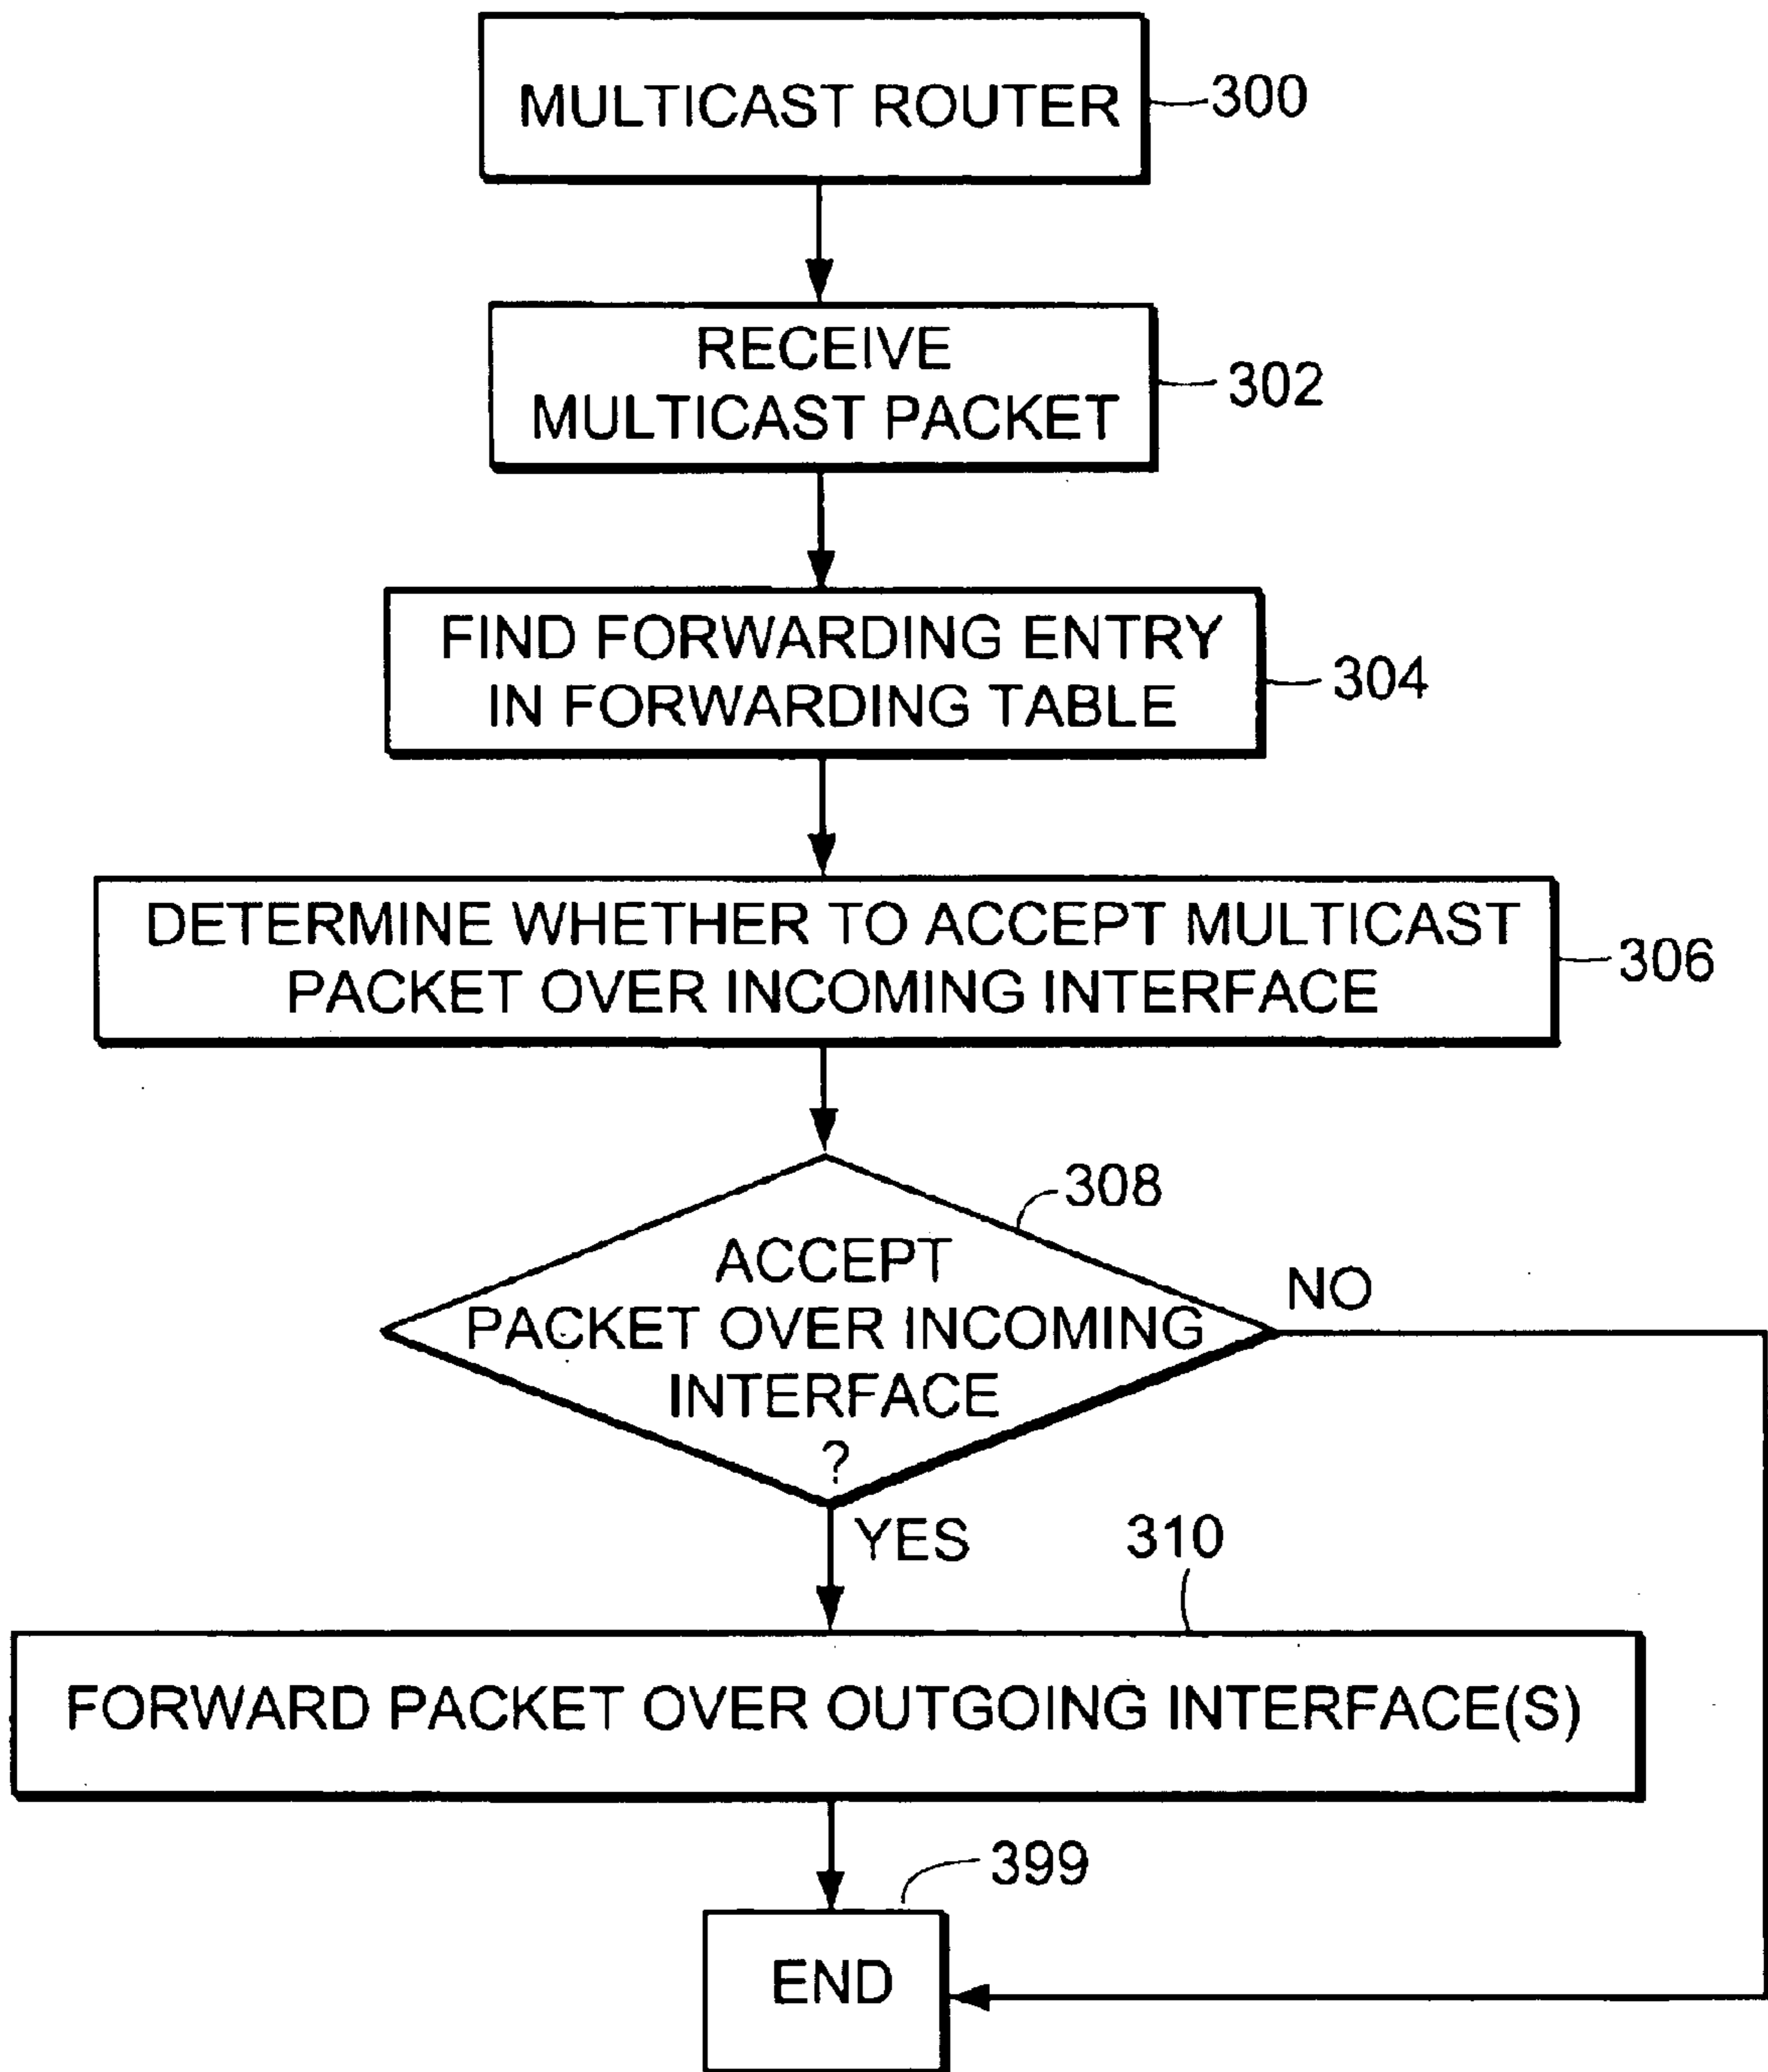 MULTICAST ROUTER
300
RECEIVE
MULTICAST PACKET
302
FIND FORWARDING ENTRY
IN FORWARDING TABLE
304
DETERMINE WHETHER TO ACCEPT MULTICAST
PACKET OVER INCOMING INTERFACE
306
308
ACCEPT
PACKET OVER INCOMING
INTERFACE
?
NO
YES
310
FORWARD PACKET OVER OUTGOING INTERFACE(S)
399
END